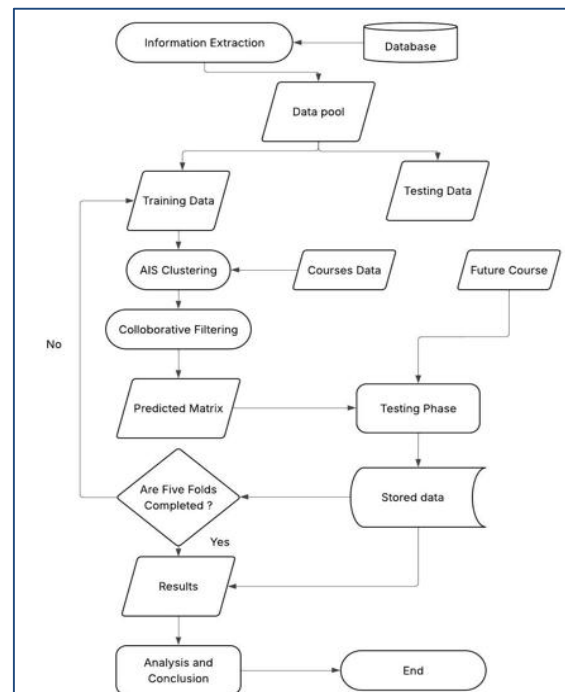 Information Extraction
Database
Data pool
Training Data
Testing Data
AIS Clustering
Courses Data
Future Course
Colloborative Filtering
No
Predicted Matrix
Testing Phase
Are Five Folds
Completed ?
Stored data
Yes
Results
Analysis and
Conclusion
End